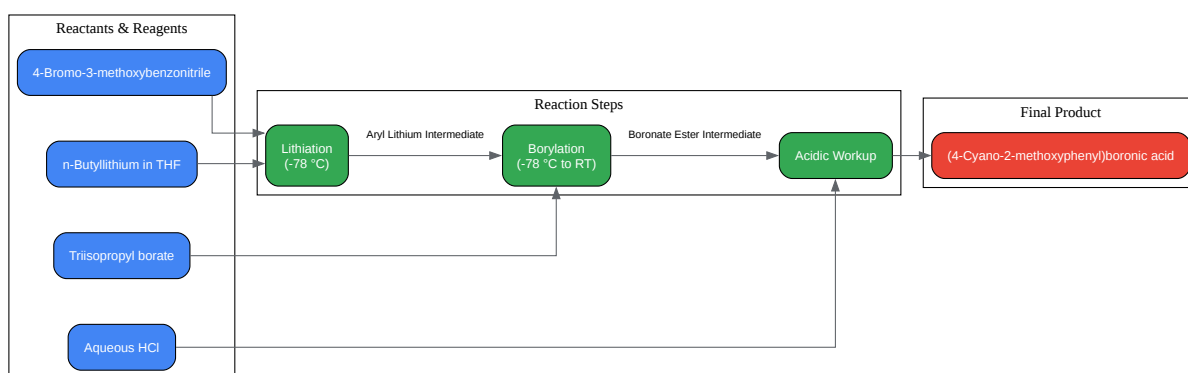 Reactants & Reagents
4-Bromo-3-methoxybenzonitrile
n-Butyllithium in THF
Triisopropyl borate
Aqueous HCl
Reaction Steps
Lithiation
(-78 °C)
Aryl Lithium Intermediate
Borylation
(-78 °C to RT)
Boronate Ester Intermediate
Acidic Workup
Final Product
(4-Cyano-2-methoxyphenyl)boronic acid